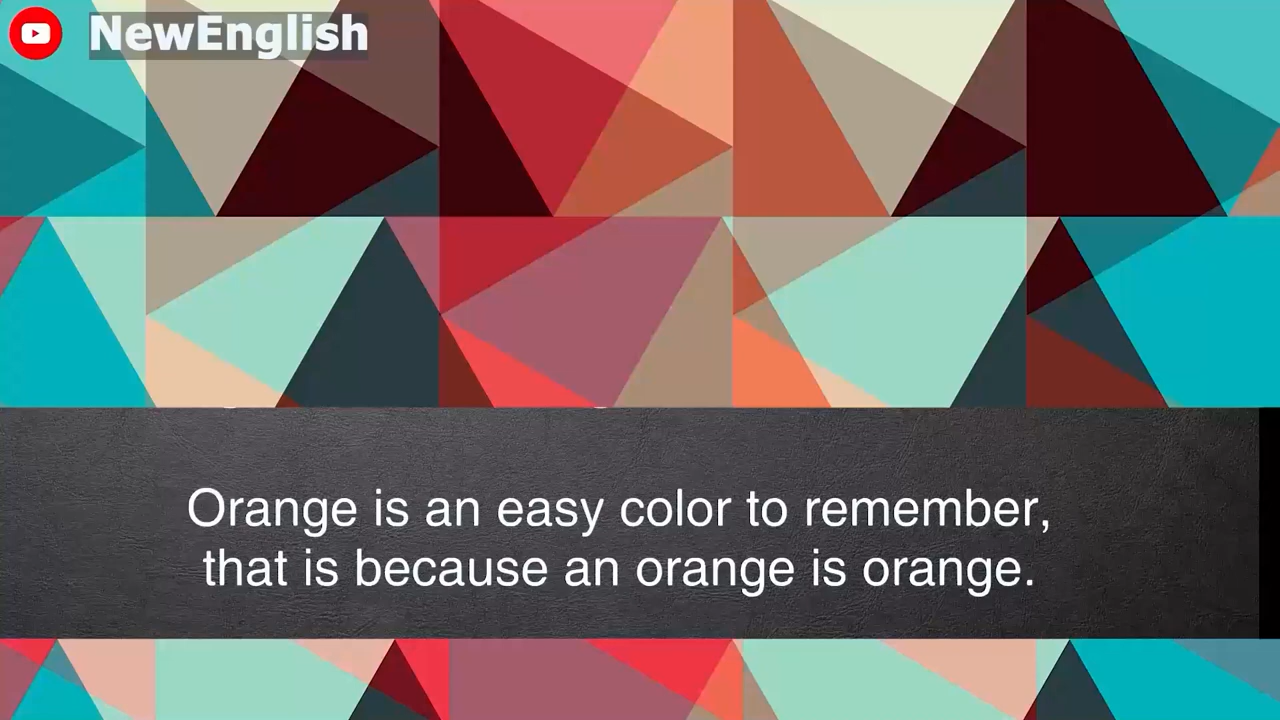 NewEnglish
Orange is an easy color to remember,
that is because an orange is orange.